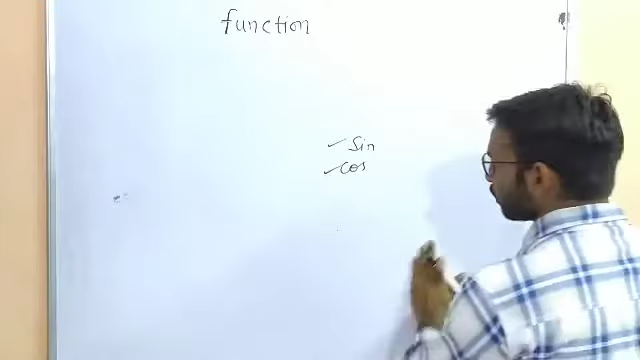 function
✓ Sin
✓ cos